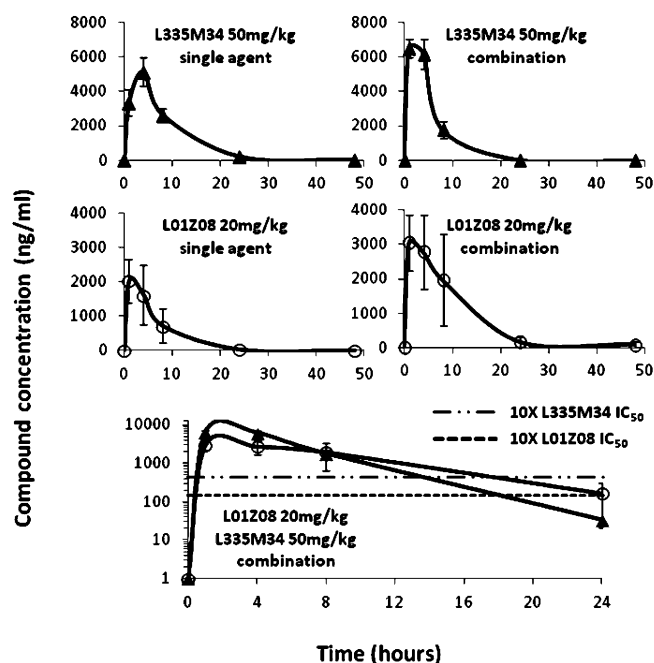 L335M34 50mg/kg
single agent
8000
6000
4000
2000
0
0 10 20 30 40 50
L335M34 50mg/kg
combination
8000
6000
4000
2000
0
0 10 20 30 40 50
L01Z08 20mg/kg
single agent
4000
3000
2000
1000
0
0 10 20 30 40 50
L01Z08 20mg/kg
combination
4000
3000
2000
1000
0
0 10 20 30 40 50
Compound concentration (ng/ml)
10000
1000
100
10
1
10X L335M34 IC50
10X L01Z08 IC50
L01Z08 20mg/kg
L335M34 50mg/kg
combination
0 4 8 12 16 20 24
Time (hours)